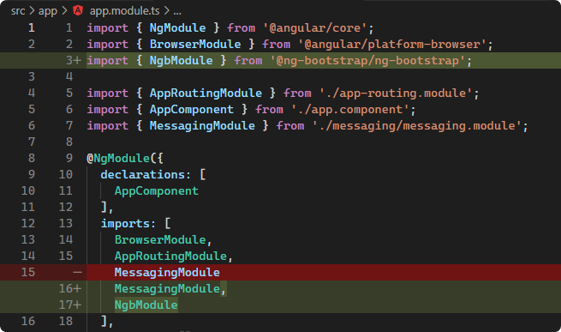 src > app > app.module.ts > ...
1 1 import { NgModule } from '@angular/core';
2 2 import { BrowserModule } from '@angular/platform-browser';
3+ import { NgbModule } from '@ng-bootstrap/ng-bootstrap';
3 4
4 5 import { AppRoutingModule } from './app-routing.module';
5 6 import { AppComponent } from './app.component';
6 7 import { MessagingModule } from './messaging/messaging.module';
7 8
8 9 @NgModule({
9 10 declarations: [
10 11 AppComponent
11 12 ],
12 13 imports: [
13 14 BrowserModule,
14 15 AppRoutingModule,
15 — MessagingModule
16+ MessagingModule,
17+ NgbModule
16 18 ],